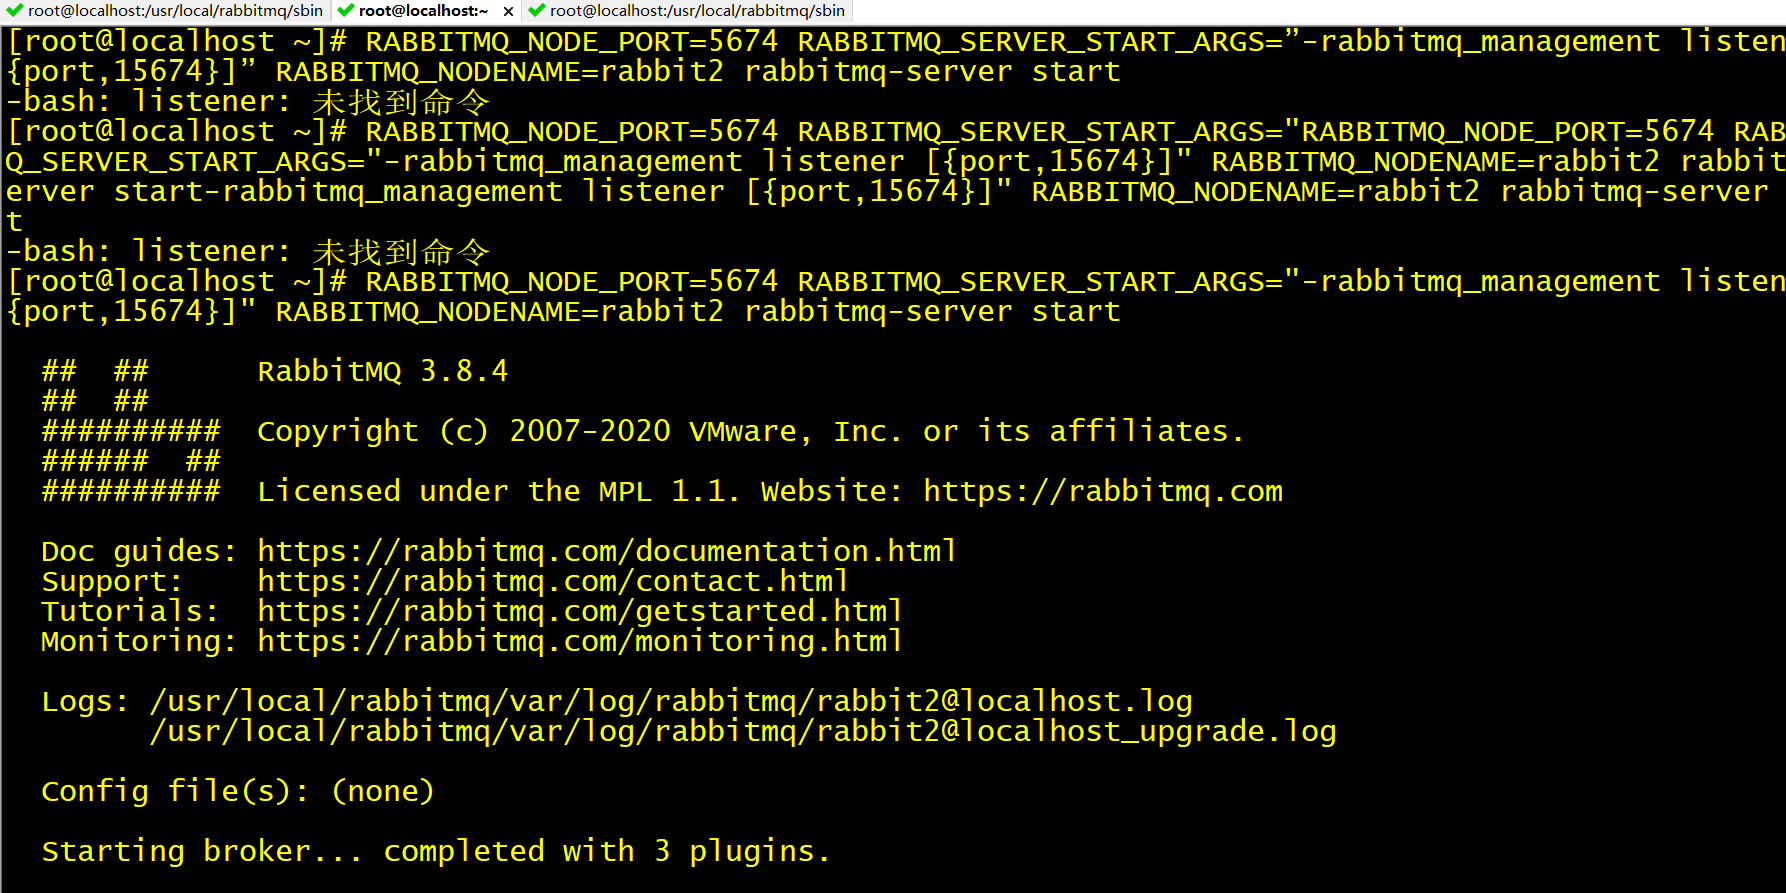 root@localhost:/usr/local/rabbitmq/sbin root@localhost:~ × root@localhost:/usr/local/rabbitmq/sbin
[root@localhost ~]# RABBITMQ_NODE_PORT=5674 RABBITMQ_SERVER_START_ARGS=”-rabbitmq_management listen
{port,15674}]” RABBITMQ_NODENAME=rabbit2 rabbitmq-server start
-bash: listener: 未找到命令
[root@localhost ~]# RABBITMQ_NODE_PORT=5674 RABBITMQ_SERVER_START_ARGS="RABBITMQ_NODE_PORT=5674 RAB
Q_SERVER_START_ARGS="-rabbitmq_management listener [{port,15674}]" RABBITMQ_NODENAME=rabbit2 rabbit
erver start-rabbitmq_management listener [{port,15674}]" RABBITMQ_NODENAME=rabbit2 rabbitmq-server
t
-bash: listener: 未找到命令
[root@localhost ~]# RABBITMQ_NODE_PORT=5674 RABBITMQ_SERVER_START_ARGS="-rabbitmq_management listen
{port,15674}]" RABBITMQ_NODENAME=rabbit2 rabbitmq-server start
## ## RabbitMQ 3.8.4
## ##
########## Copyright (c) 2007-2020 VMware, Inc. or its affiliates.
###### ##
########## Licensed under the MPL 1.1. Website: https://rabbitmq.com
Doc guides: https://rabbitmq.com/documentation.html
Support: https://rabbitmq.com/contact.html
Tutorials: https://rabbitmq.com/getstarted.html
Monitoring: https://rabbitmq.com/monitoring.html
Logs: /usr/local/rabbitmq/var/log/rabbitmq/rabbit2@localhost.log
/usr/local/rabbitmq/var/log/rabbitmq/rabbit2@localhost_upgrade.log
Config file(s): (none)
Starting broker... completed with 3 plugins.